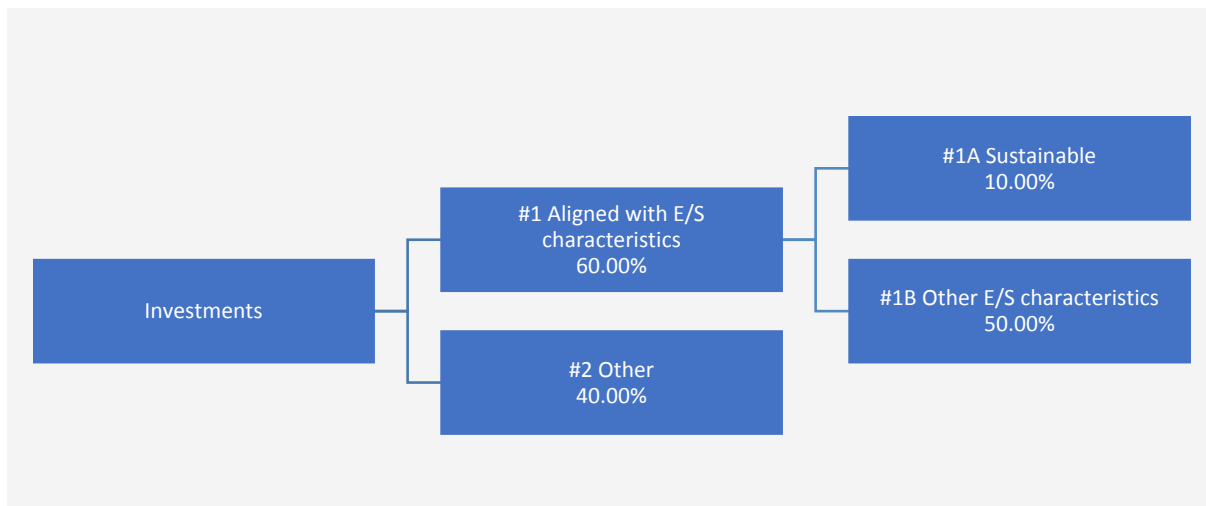 Investments
#1 Aligned with E/S
characteristics
60.00%
#2 Other
40.00%
#1A Sustainable
10.00%
#1B Other E/S characteristics
50.00%